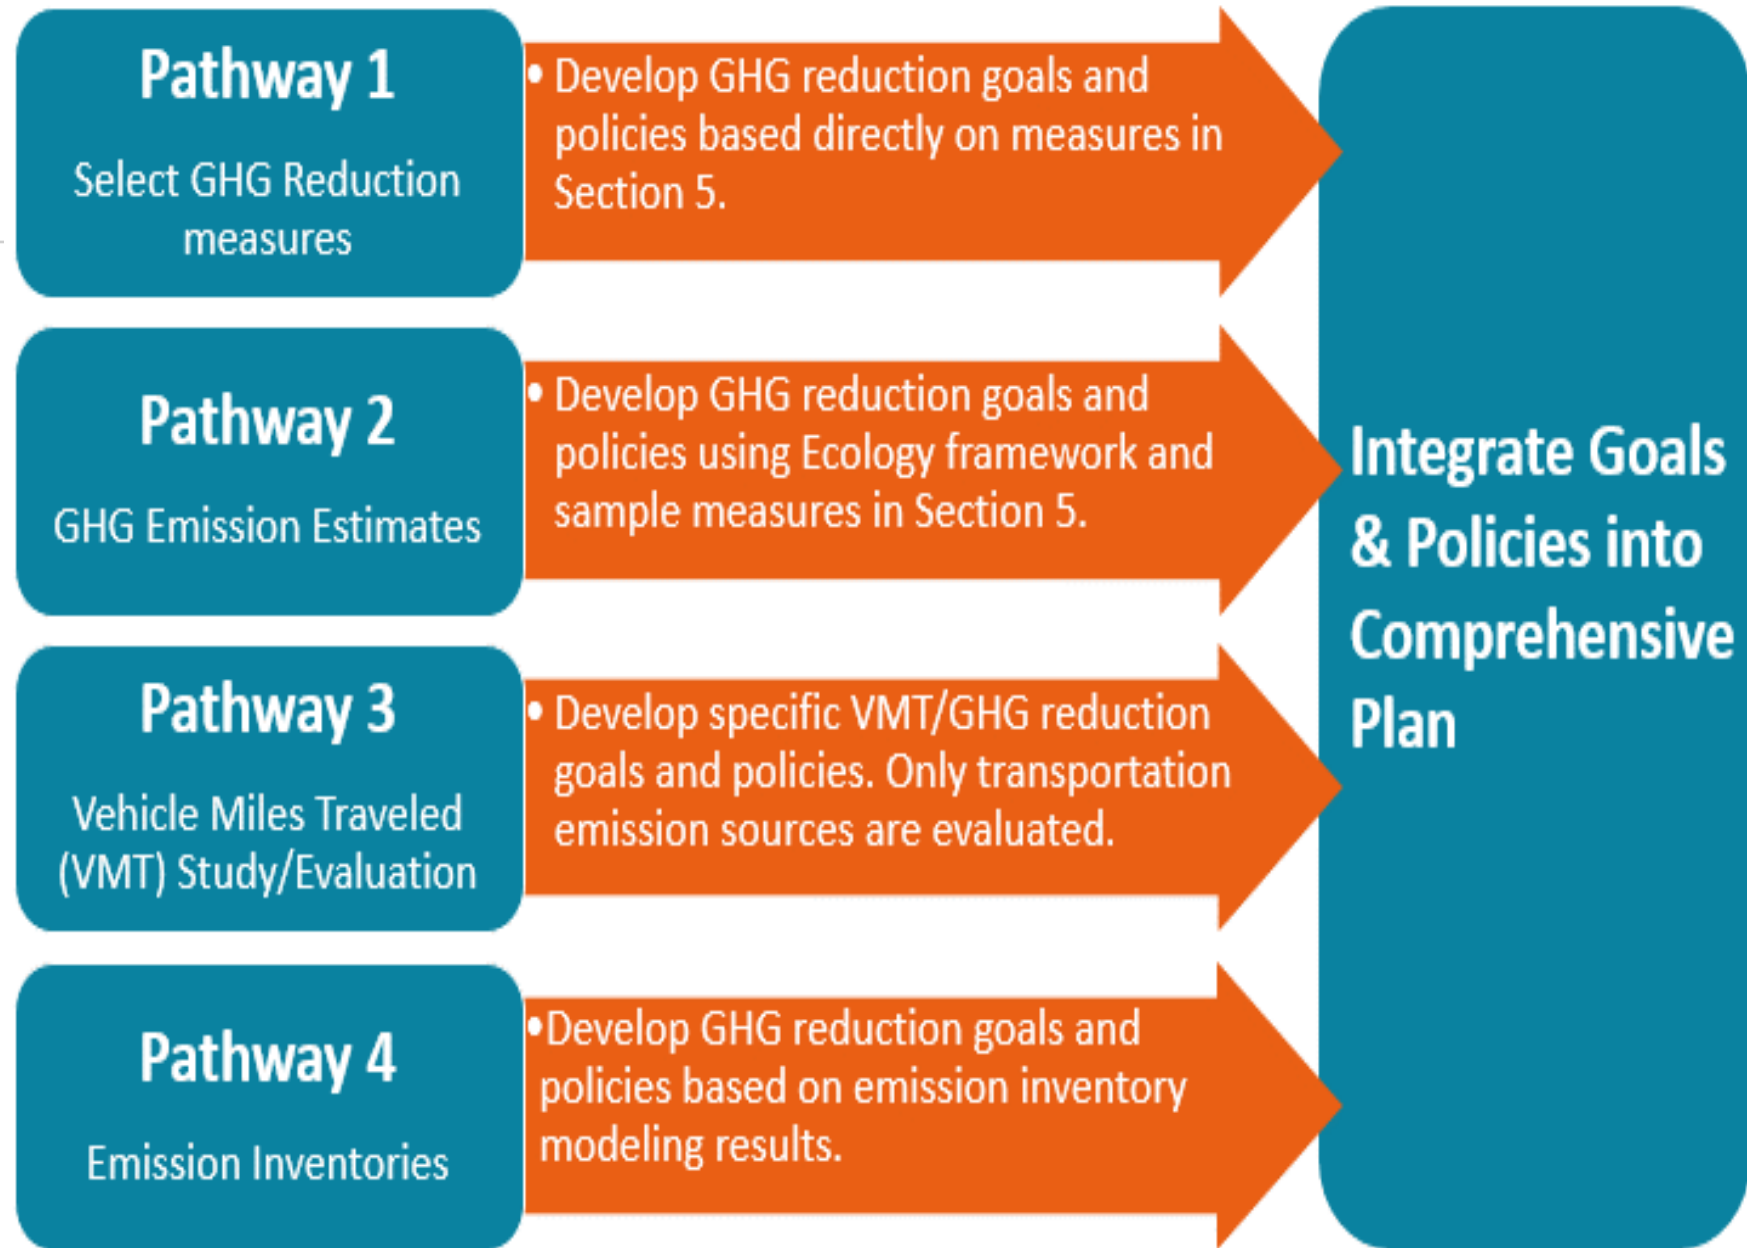 Pathway 1
Select GHG Reduction
measures
• Develop GHG reduction goals and
policies based directly on measures in
Section 5.
Pathway 2
GHG Emission Estimates
• Develop GHG reduction goals and
policies using Ecology framework and
sample measures in Section 5.
Pathway 3
Vehicle Miles Traveled
(VMT) Study/Evaluation
• Develop specific VMT/GHG reduction
goals and policies. Only transportation
emission sources are evaluated.
Pathway 4
Emission Inventories
•Develop GHG reduction goals and
policies based on emission inventory
modeling results.
Integrate Goals
& Policies into
Comprehensive
Plan